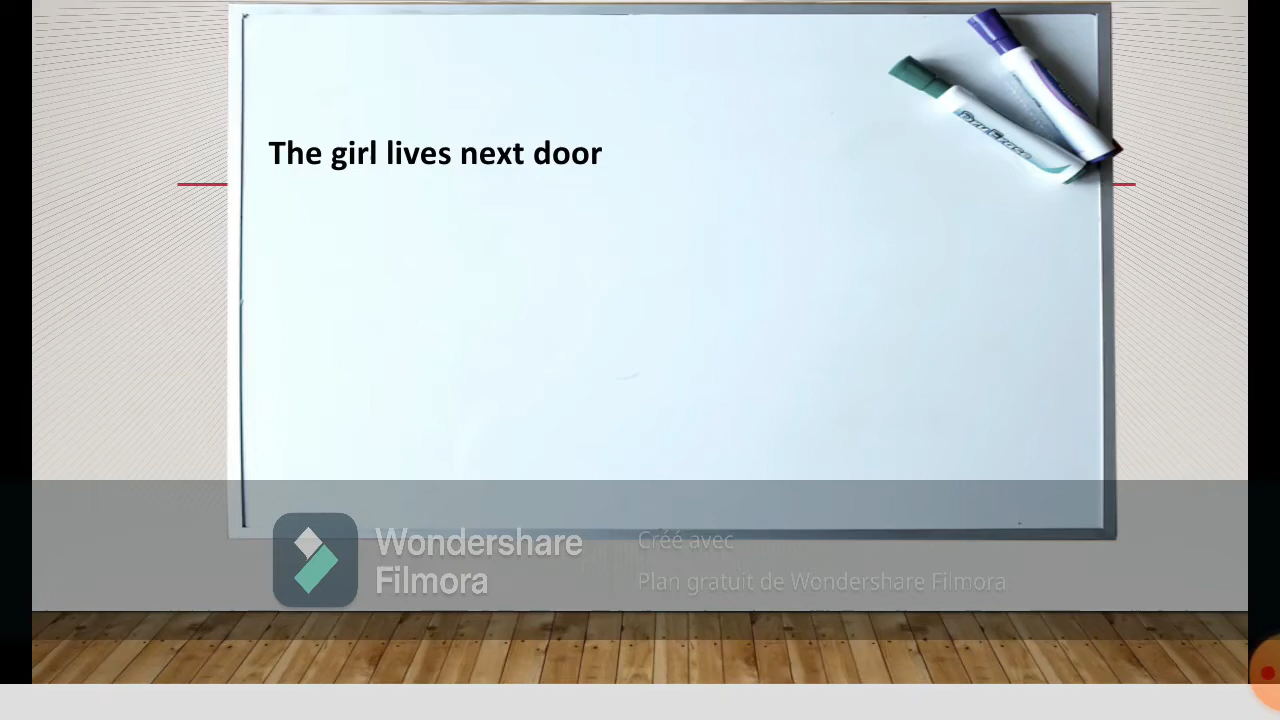 The girl lives next door
Wondershare
Filmora
Créé avec
Plan gratuit de Wondershare Filmora